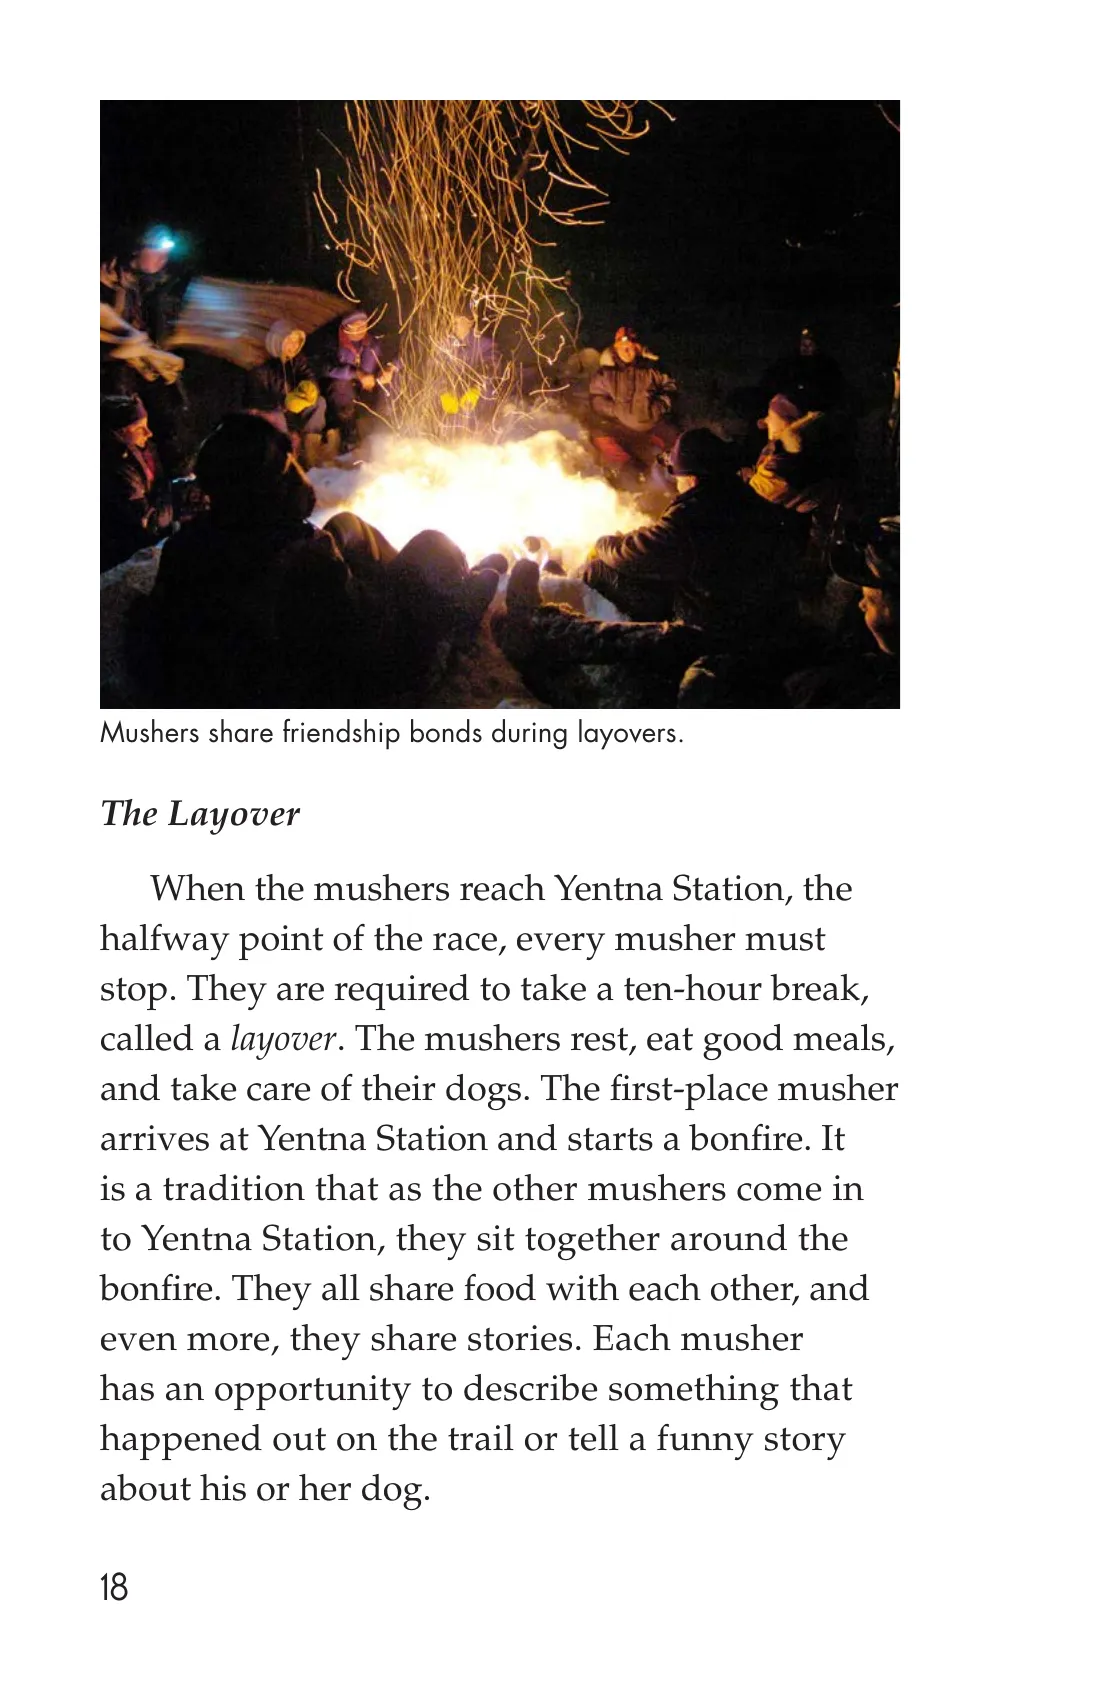 Mushers share friendship bonds during layovers.
The Layover
When the mushers reach Yentna Station, the
halfway point of the race, every musher must
stop. They are required to take a ten-hour break,
called a layover. The mushers rest, eat good meals,
and take care of their dogs. The first-place musher
arrives at Yentna Station and starts a bonfire. It
is a tradition that as the other mushers come in
to Yentna Station, they sit together around the
bonfire. They all share food with each other, and
even more, they share stories. Each musher
has an opportunity to describe something that
happened out on the trail or tell a funny story
about his or her dog.
18